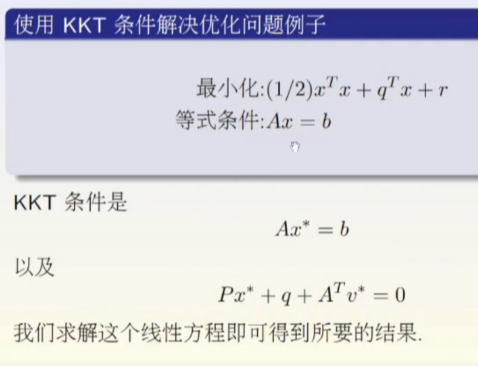 使用 KKT 条件解决优化问题例子
最小化:(1/2)x^T x + q^T x + r
等式条件:Ax = b
KKT 条件是
Ax* = b
以及
Px* + q + A^T v* = 0
我们求解这个线性方程即可得到所要的结果.